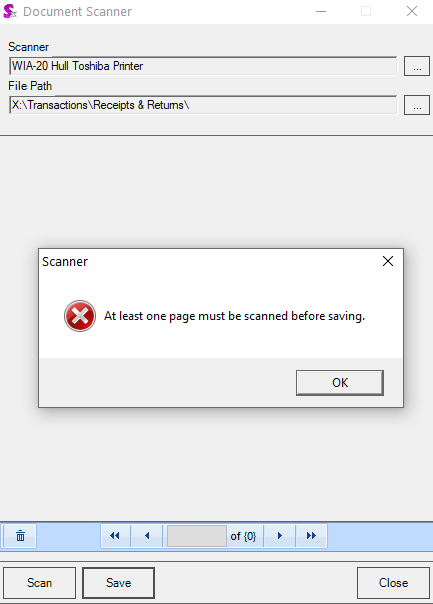 Document Scanner
Scanner
WIA-20 Hull Toshiba Printer
...
File Path
X:\Transactions\Receipts & Returns\
...
Scanner
At least one page must be scanned before saving.
OK
of {0}
Scan
Save
Close